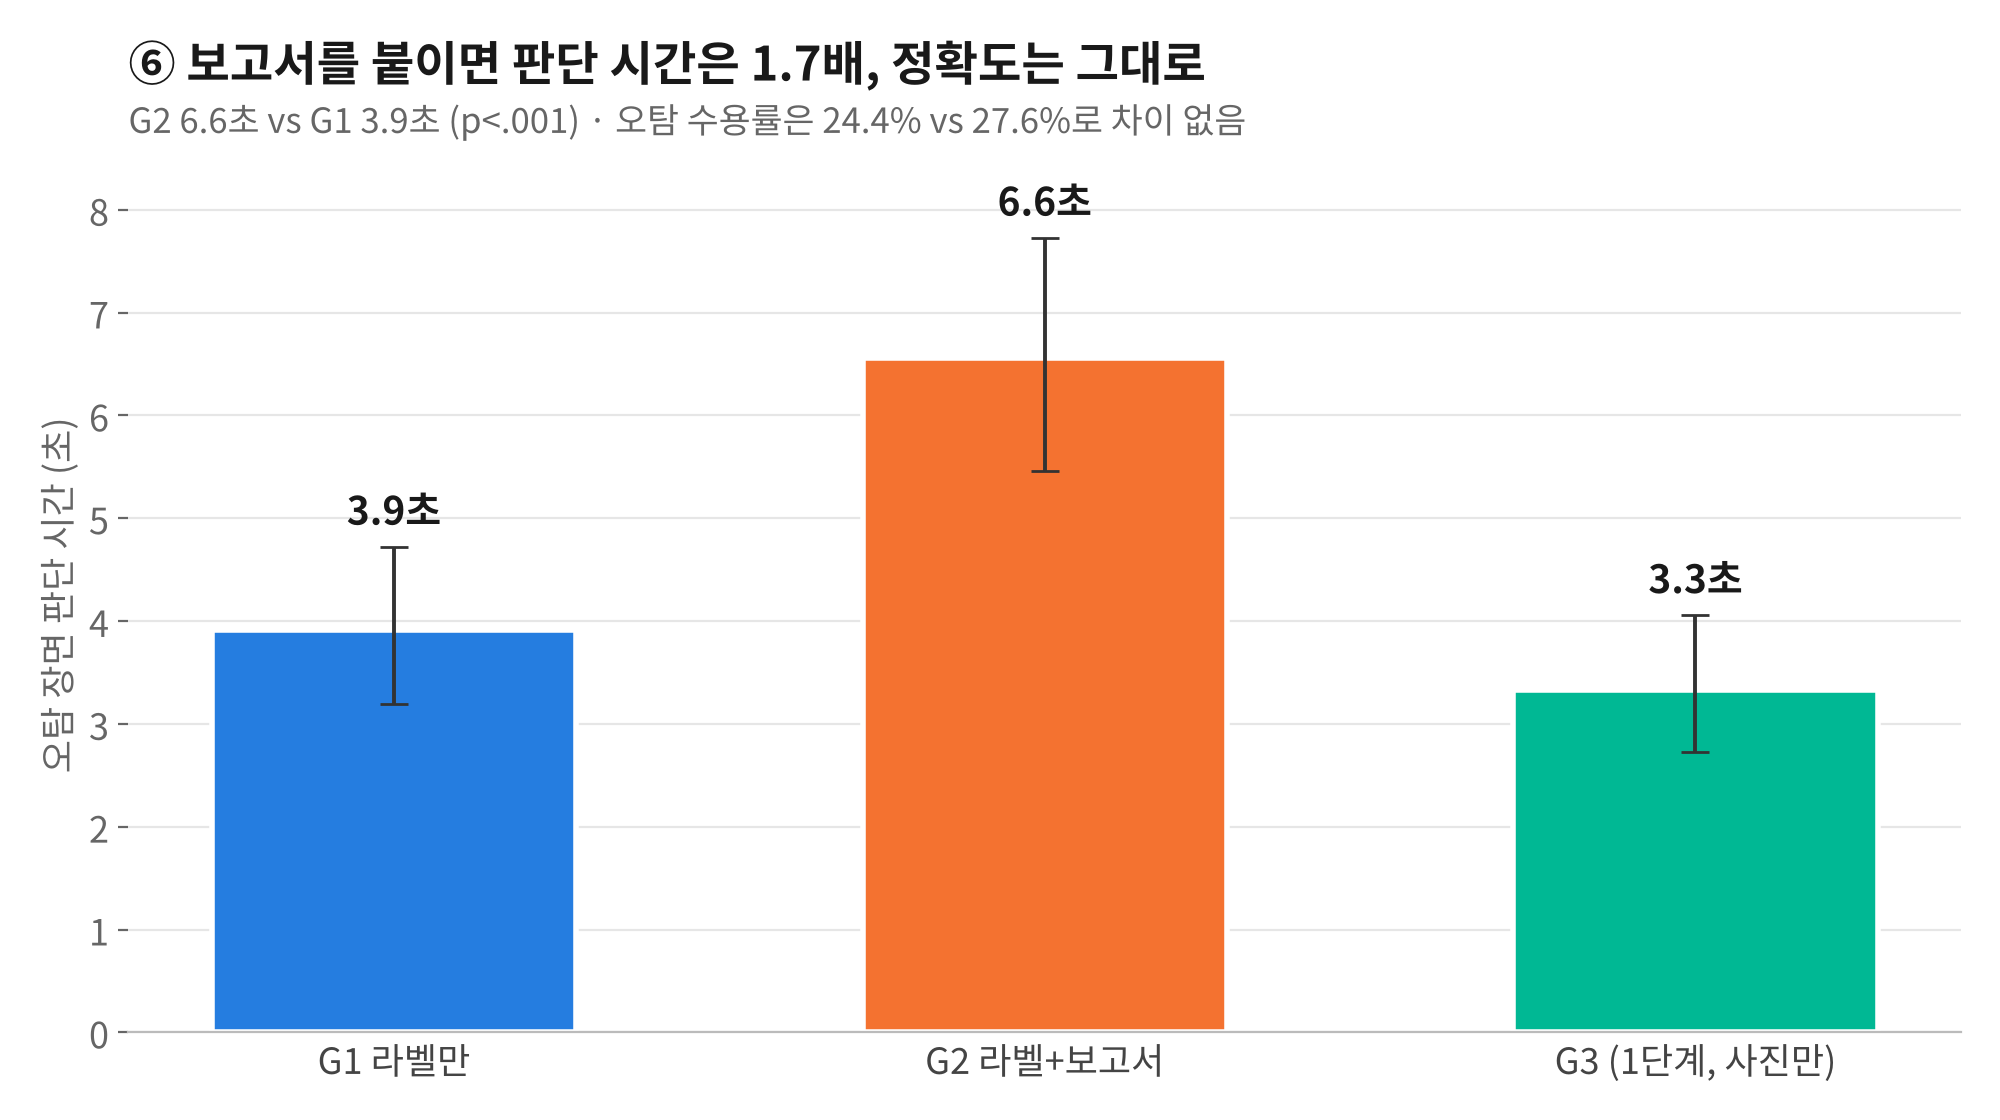 ⑥ 보고서를 붙이면 판단 시간은 1.7배, 정확도는 그대로
G2 6.6초 vs G1 3.9초 (p<.001) · 오탐 수용률은 24.4% vs 27.6%로 차이 없음
오탐 장면 판단 시간 (초)
8
7
6
5
4
3
2
1
0
3.9초
6.6초
3.3초
G1 라벨만
G2 라벨+보고서
G3 (1단계, 사진만)